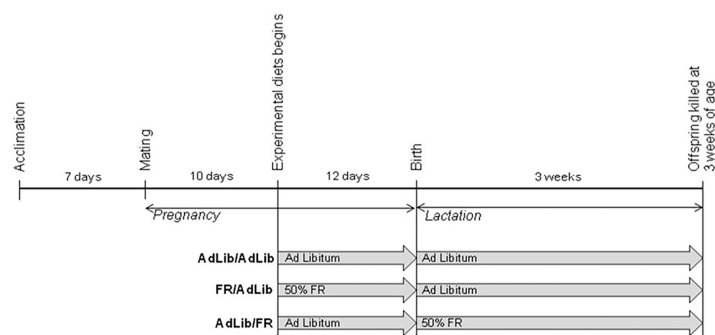 Acclimation
Mating
Experimental diets begins
Birth
Offspring killed at
3 weeks of age
7 days
10 days
12 days
3 weeks
Pregnancy
Lactation
AdLib/AdLib
Ad Libitum
Ad Libitum
FR/AdLib
50% FR
Ad Libitum
AdLib/FR
Ad Libitum
50% FR